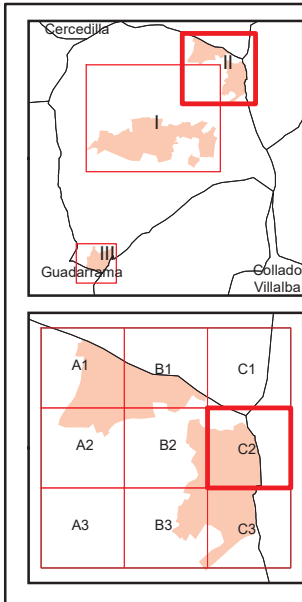 Cercedilla
II
I
III
Guadarrama
Collado
Villalba
A1
B1
C1
A2
B2
C2
A3
B3
C3